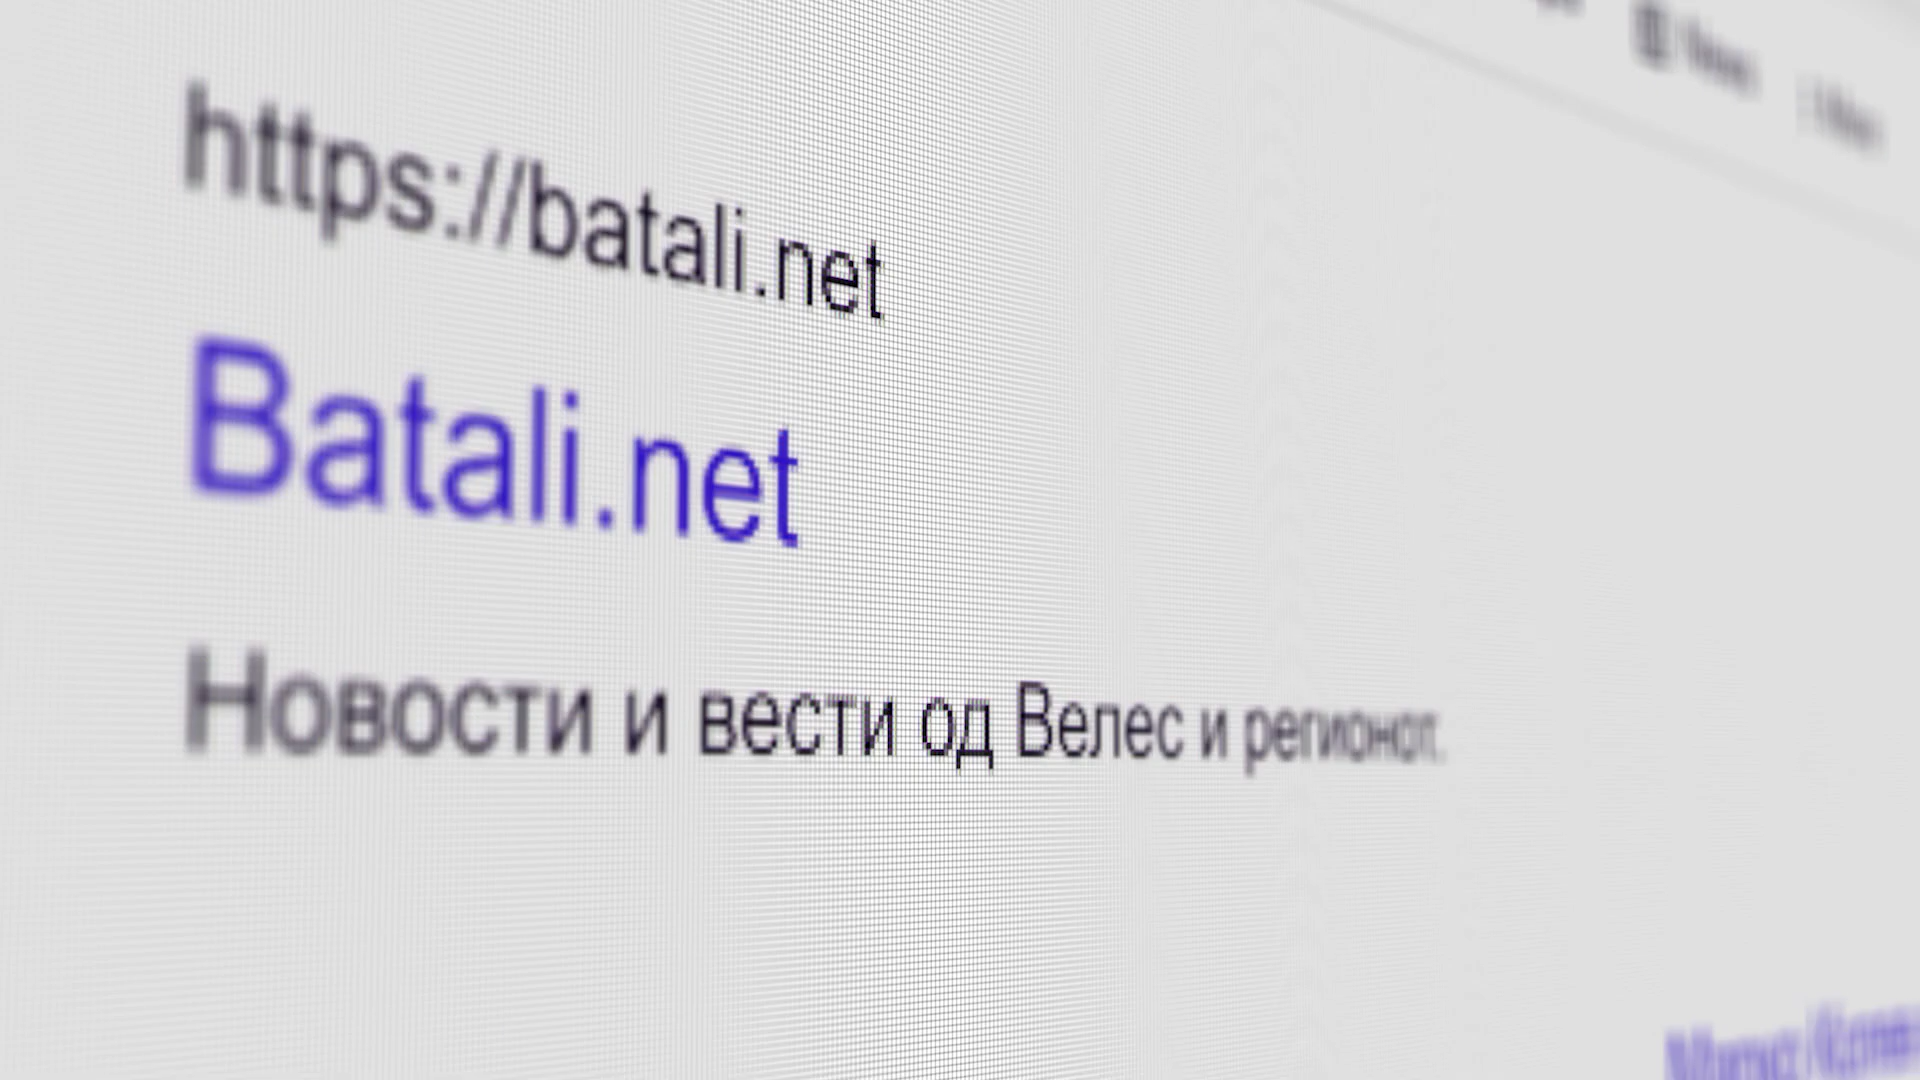 https://batali.net
Batali.net
Новости и вести од Велес и регионот.